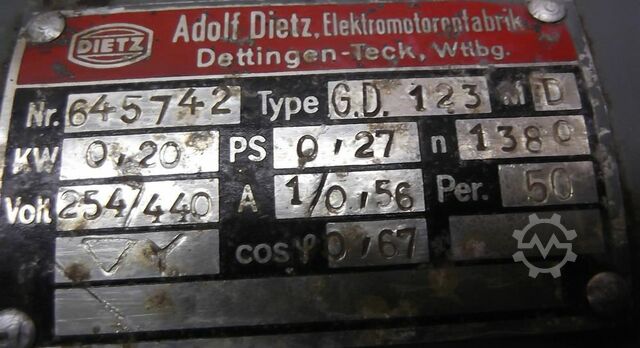 DIETZ
Adolf Dietz, Elektromotorenfabrik
Dettingen-Teck, Wttbg.
Nr. 645742 Type G.D. 123 M D
KW 0,20 PS 0,27 n 1380
Volt 254/440 A 1/0,56 Per. 50
cos φ 0,67